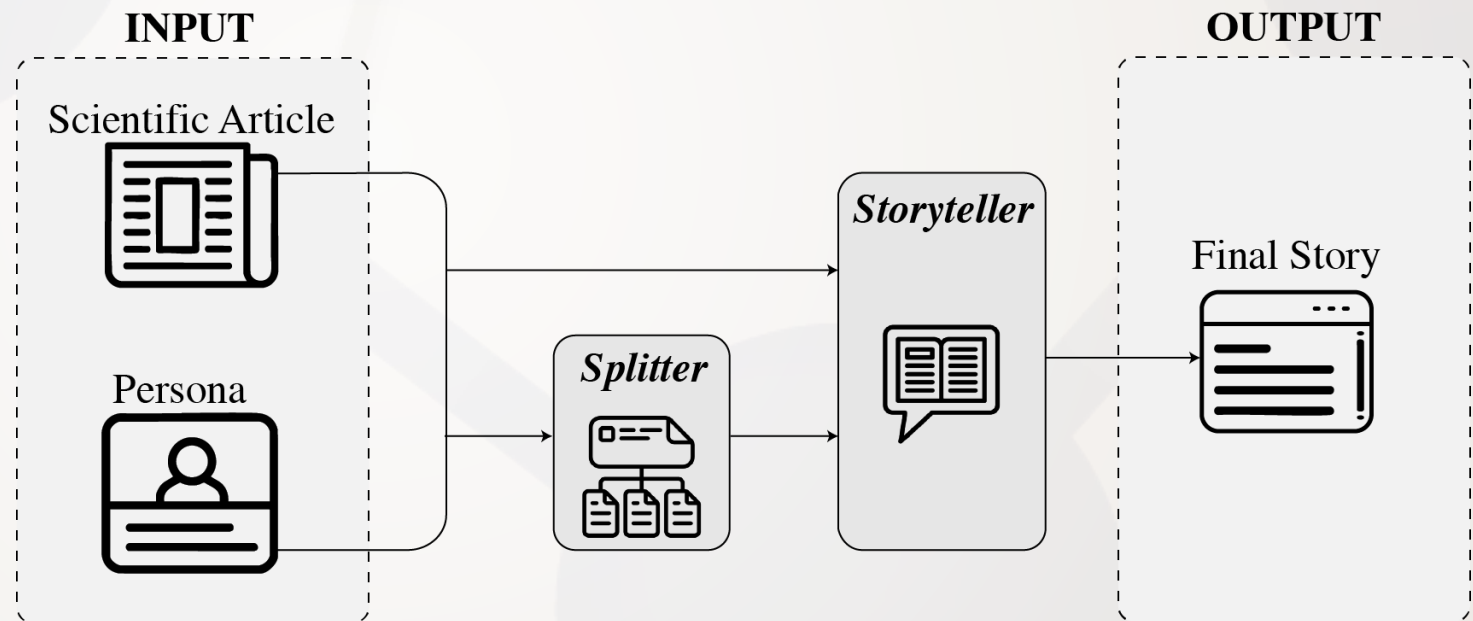 INPUT
OUTPUT
Scientific Article
Persona
Splitter
Storyteller
Final Story